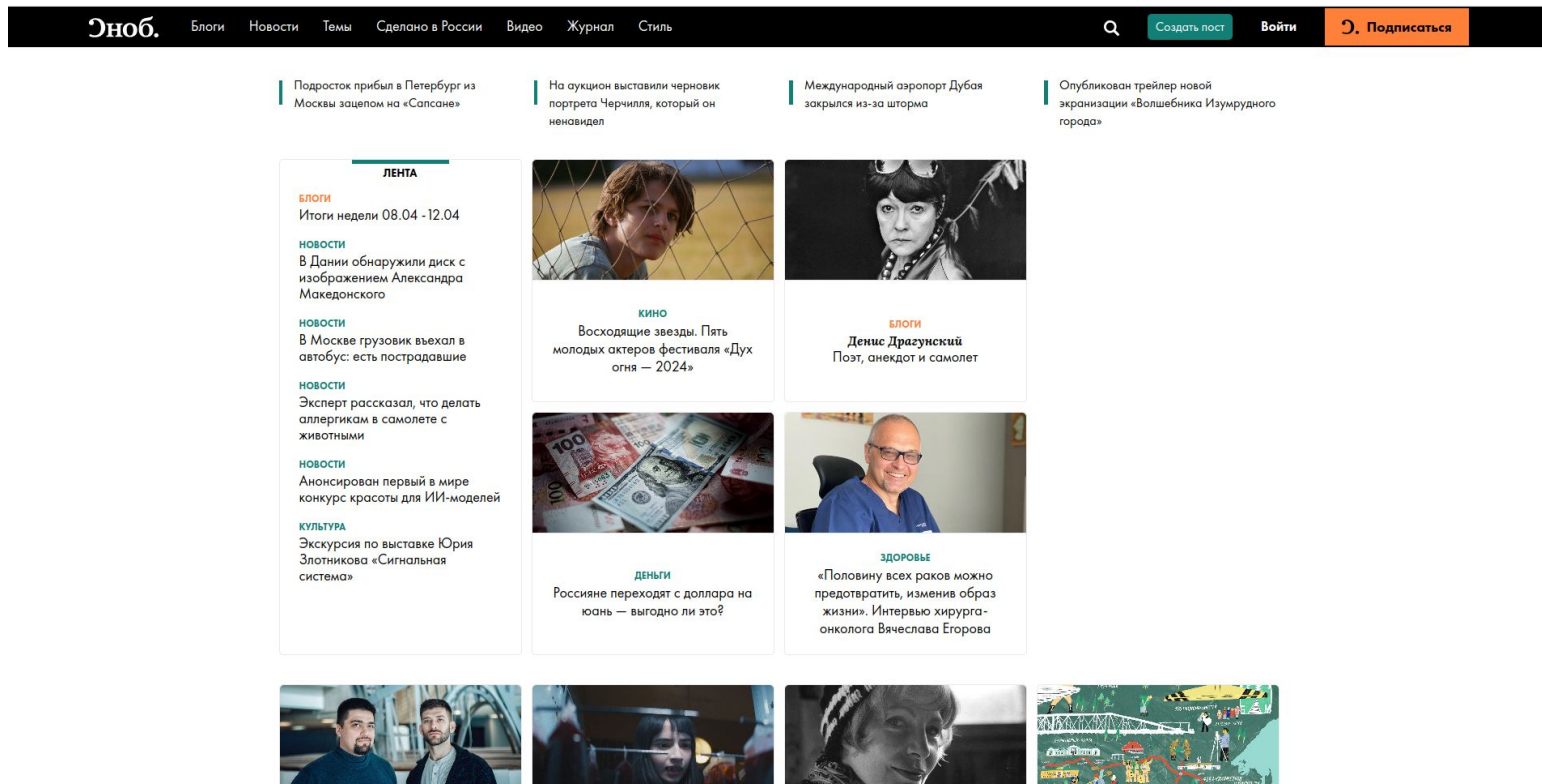 Сноб.
Блоги
Новости
Темы
Сделано в России
Видео
Журнал
Стиль
Создать пост
Войти
Подписаться
Подросток прибыл в Петербург из
Москвы зацепом на «Сапсане»
На аукцион выставили черновик
портрета Черчилля, который он
ненавидел
Международный аэропорт Дубая
закрылся из-за шторма
Опубликован трейлер новой
экранизации «Волшебника Изумрудного
города»
ЛЕНТА
БЛОГИ
Итоги недели 08.04 -12.04
НОВОСТИ
В Дании обнаружили диск с
изображением Александра
Македонского
НОВОСТИ
В Москве грузовик въехал в
автобус: есть пострадавшие
НОВОСТИ
Эксперт рассказал, что делать
аллергикам в самолете с
животными
НОВОСТИ
Анонсирован первый в мире
конкурс красоты для ИИ-моделей
КУЛЬТУРА
Экскурсия по выставке Юрия
Злотникова «Сигнальная
система»
КИНО
Восходящие звезды. Пять
молодых актеров фестиваля «Дух
огня — 2024»
БЛОГИ
Денис Драгунский
Поэт, анекдот и самолет
100
100
ДЕНЬГИ
Россияне переходят с доллара на
юань — выгодно ли это?
ЗДОРОВЬЕ
«Половину всех раков можно
предотвратить, изменив образ
жизни». Интервью хирурга-
онколога Вячеслава Егорова